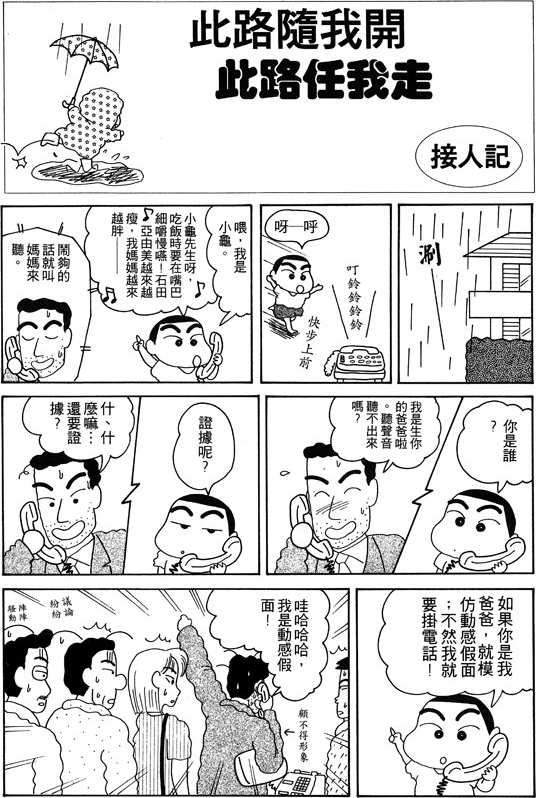 此路隨我開
此路任我走
接人記
涮
叮鈴鈴鈴鈴
呀─呼
快步上前
喂，我是
小龜。
小龜先生呀，
吃飯時要在嘴巴
細嚼慢嚥！石田
亞由美越來越
瘦，我媽媽越來
越胖──
鬧夠的
話就叫
媽媽來
聽。
你是誰
？
我是生你
的爸爸啦
。聽聲音
聽不出來
嗎？
證據呢？
什、什
麼嘛…
還要證
據？
如果你是我
爸爸，就模
仿動感假面
；不然我就
要掛電話！
哇哈哈哈，
我是動感假
面！
顧不得形象
議論
紛紛
陣陣
騷動